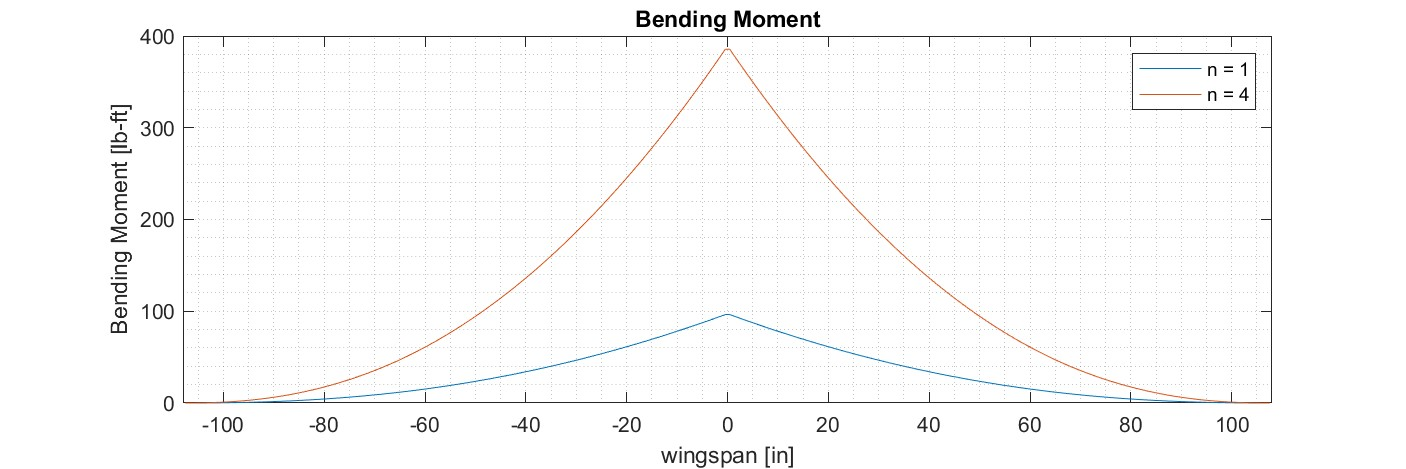 Bending Moment
400
300
200
100
0
Bending Moment [lb-ft]
n = 1
n = 4
-100 -80 -60 -40 -20 0 20 40 60 80 100
wingspan [in]